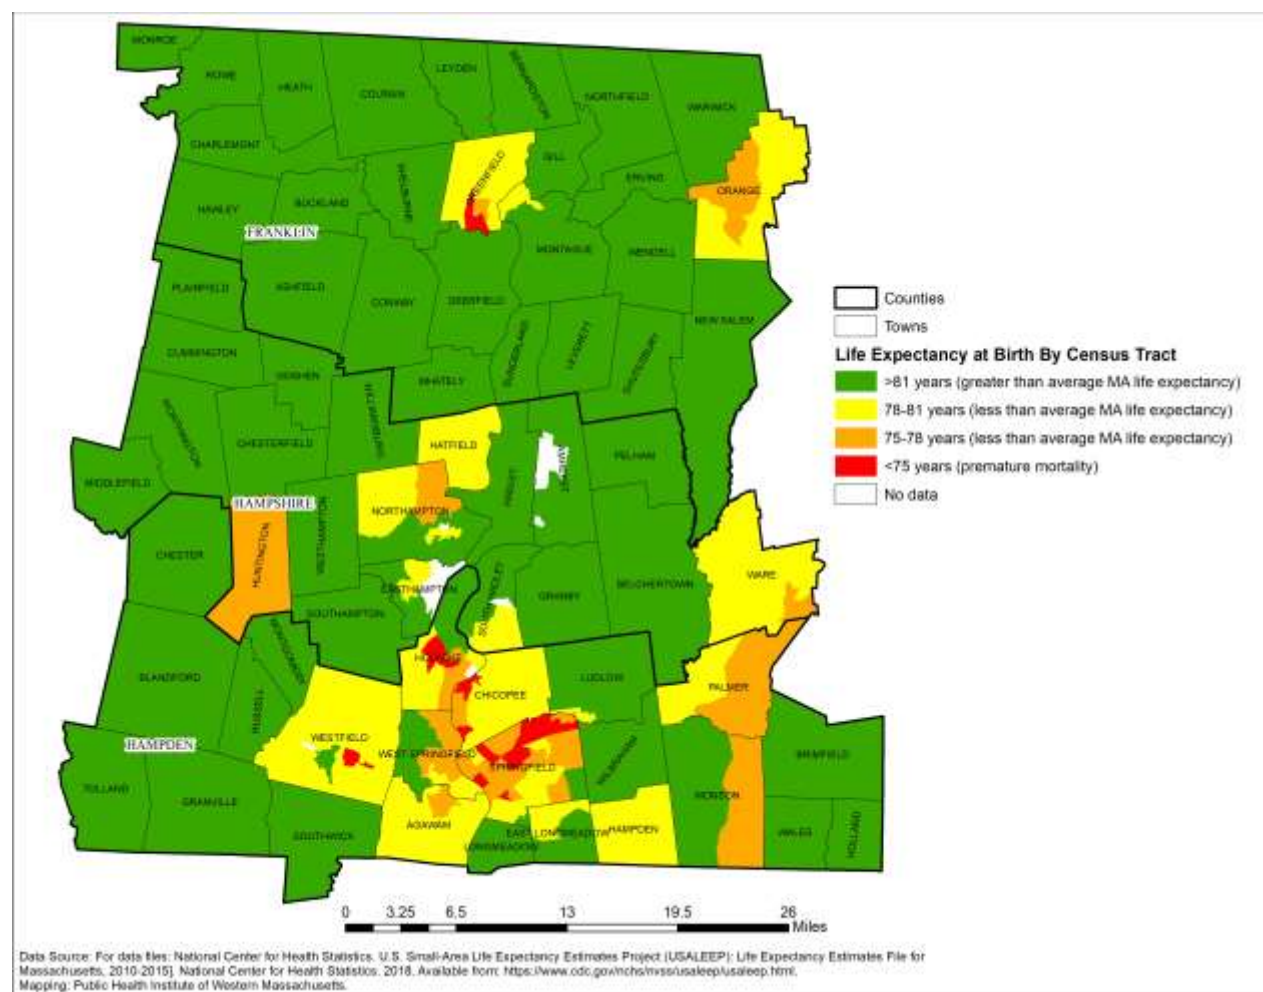 MONROE
ROWE
HEATH
COLRAIN
LEYDEN
BERNARDSTON
NORTHFIELD
WARWICK
CHARLEMONT
GREENFIELD
GILL
SHELBURNE
ERVING
ORANGE
HAWLEY
BUCKLAND
FRANKLIN
MONTAGUE
WENDELL
PLAINFIELD
ASHFIELD
CONWAY
DEERFIELD
NEW SALEM
SUNDERLAND
LEVERETT
SHUTESBURY
CUMMINGTON
GOSHEN
WHATELY
WORTHINGTON
CHESTERFIELD
WILLIAMSBURG
HATFIELD
AMHERST
PELHAM
MIDDLEFIELD
HADLEY
HAMPSHIRE
NORTHAMPTON
WESTHAMPTON
CHESTER
HUNTINGTON
EASTHAMPTON
SOUTH HADLEY
GRANBY
BELCHERTOWN
WARE
SOUTHAMPTON
MONTGOMERY
HOLYOKE
BLANDFORD
RUSSELL
CHICOPEE
LUDLOW
PALMER
HAMPDEN
WESTFIELD
WEST SPRINGFIELD
SPRINGFIELD
WILBRAHAM
BRIMFIELD
TOLLAND
GRANVILLE
MONSON
SOUTHWICK
AGAWAM
LONGMEADOW
EAST LONGMEADOW
HAMPDEN
WALES
HOLLAND
Counties
Towns
Life Expectancy at Birth By Census Tract
>81 years (greater than average MA life expectancy)
78-81 years (less than average MA life expectancy)
75-78 years (less than average MA life expectancy)
<75 years (premature mortality)
No data
0 3.25 6.5 13 19.5 26
Miles
Data Source: For data files: National Center for Health Statistics. U.S. Small-Area Life Expectancy Estimates Project (USALEEP): Life Expectancy Estimates File for
Massachusetts, 2010-2015]. National Center for Health Statistics. 2018. Available from: https://www.cdc.gov/nchs/nvss/usaleep/usaleep.html.
Mapping: Public Health Institute of Western Massachusetts.